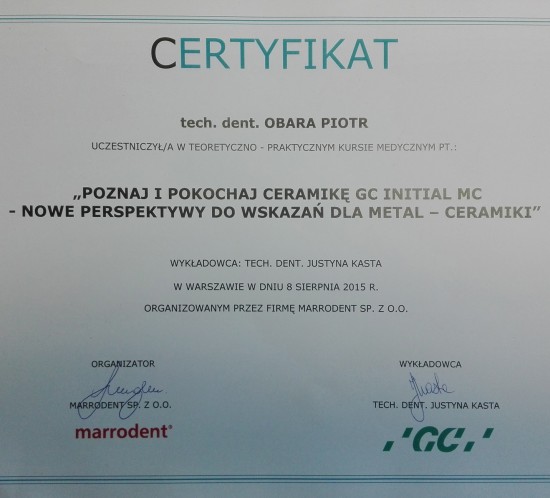 CERTYFIKAT
tech. dent. OBARA PIOTR
UCZESTNICZYŁ/A W TEORETYCZNO - PRAKTYCZNYM KURSIE MEDYCZNYM PT.:
„POZNAJ I POKOCHAJ CERAMIKĘ GC INITIAL MC
- NOWE PERSPEKTYWY DO WSKAZAŃ DLA METAL – CERAMIKI”
WYKŁADOWCA: TECH. DENT. JUSTYNA KASTA
W WARSZAWIE W DNIU 8 SIERPNIA 2015 R.
ORGANIZOWANYM PRZEZ FIRMĘ MARRODENT SP. Z O.O.
ORGANIZATOR
MARRODENT SP. Z O.O.
marrodent®
WYKŁADOWCA
TECH. DENT. JUSTYNA KASTA
GC